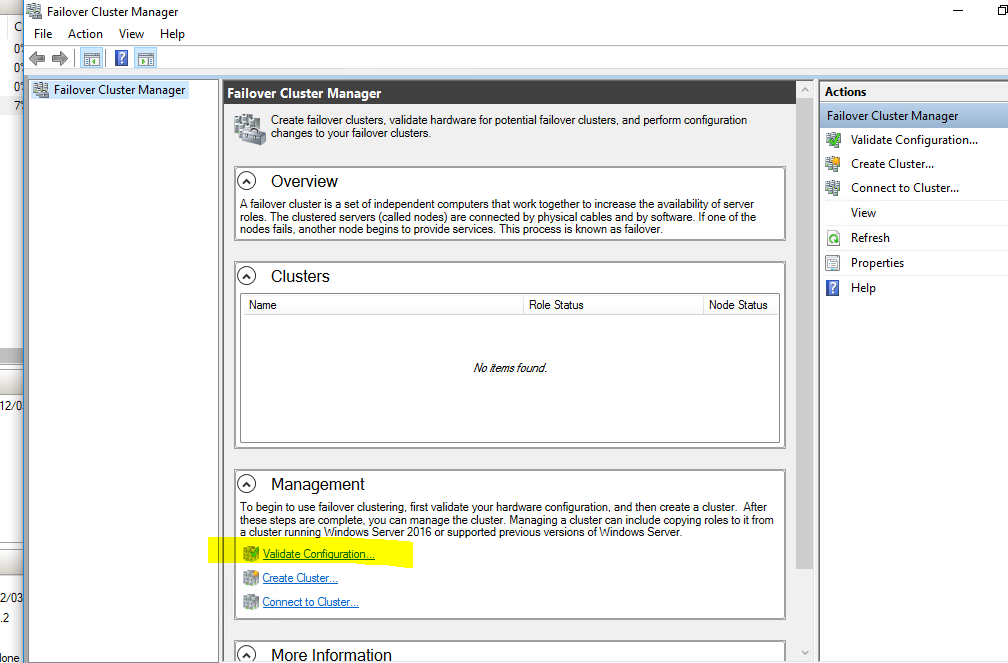 Failover Cluster Manager
File Action View Help
Failover Cluster Manager
Failover Cluster Manager
Create failover clusters, validate hardware for potential failover clusters, and perform configuration
changes to your failover clusters.
Overview
A failover cluster is a set of independent computers that work together to increase the availability of server
roles. The clustered servers (called nodes) are connected by physical cables and by software. If one of the
nodes fails, another node begins to provide services. This process is known as failover.
Clusters
Name Role Status Node Status
No items found.
Management
To begin to use failover clustering, first validate your hardware configuration, and then create a cluster. After
these steps are complete, you can manage the cluster. Managing a cluster can include copying roles to it from
a cluster running Windows Server 2016 or supported previous versions of Windows Server.
Validate Configuration...
Create Cluster...
Connect to Cluster...
More Information
Actions
Failover Cluster Manager
Validate Configuration...
Create Cluster...
Connect to Cluster...
View
Refresh
Properties
Help